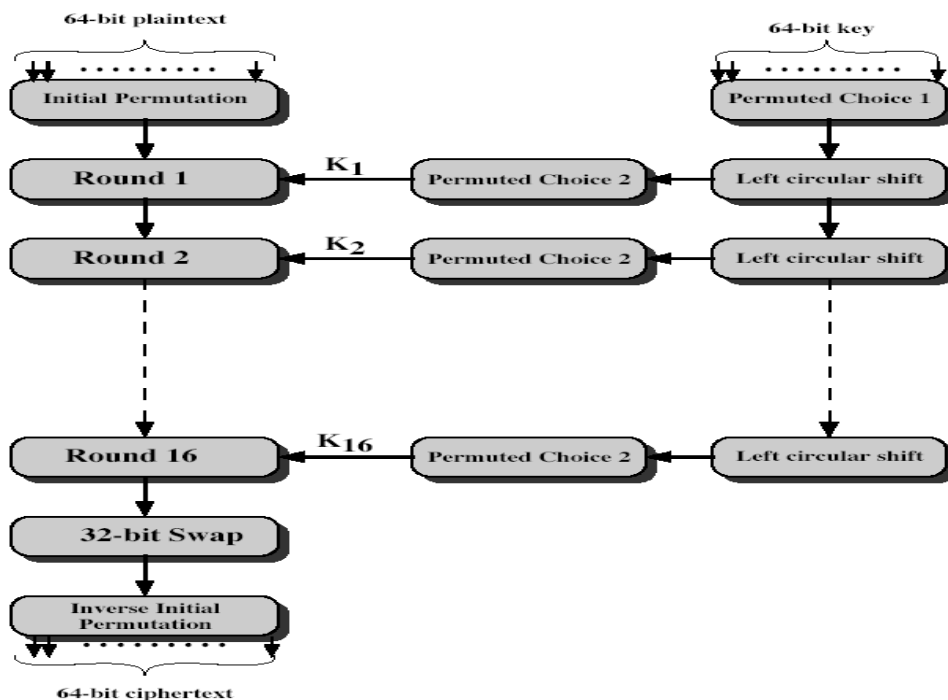 64-bit plaintext
64-bit key
Initial Permutation
Permuted Choice 1
Round 1
K1
Permuted Choice 2
Left circular shift
Round 2
K2
Permuted Choice 2
Left circular shift
Round 16
K16
Permuted Choice 2
Left circular shift
32-bit Swap
Inverse Initial
Permutation
64-bit ciphertext